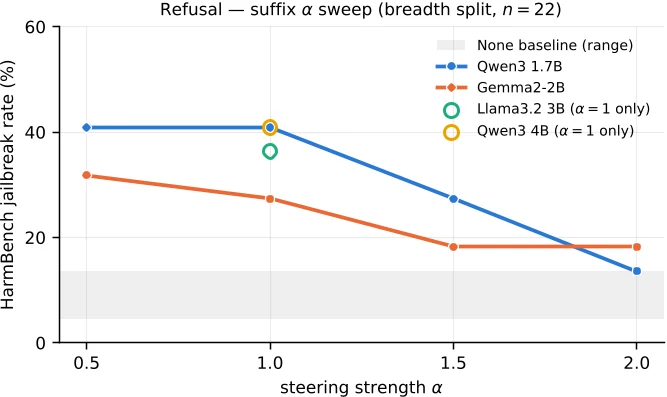 Refusal — suffix α sweep (breadth split, n = 22)
HarmBench jailbreak rate (%)
60
40
20
0
None baseline (range)
Qwen3 1.7B
Gemma2-2B
Llama3.2 3B (α = 1 only)
Qwen3 4B (α = 1 only)
0.5
1.0
1.5
2.0
steering strength α